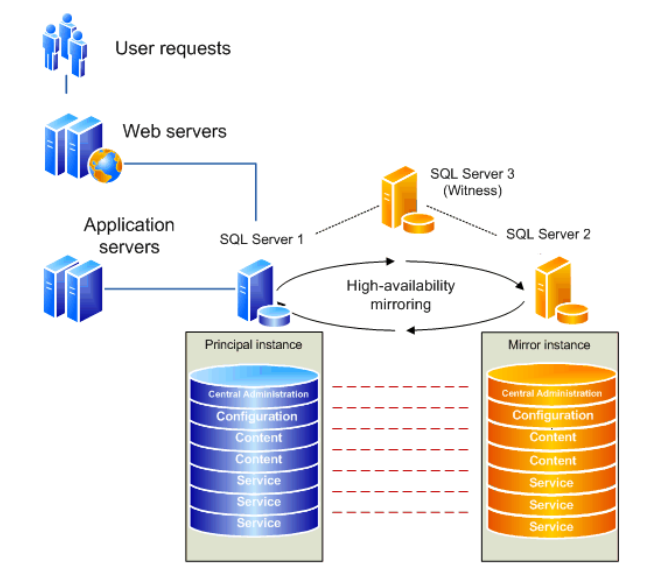 User requests
Web servers
SQL Server 3
(Witness)
Application
servers
SQL Server 1
SQL Server 2
High-availability
mirroring
Principal instance
Central Administration
Configuration
Content
Content
Service
Service
Service
Mirror instance
Central Administration
Configuration
Content
Content
Service
Service
Service